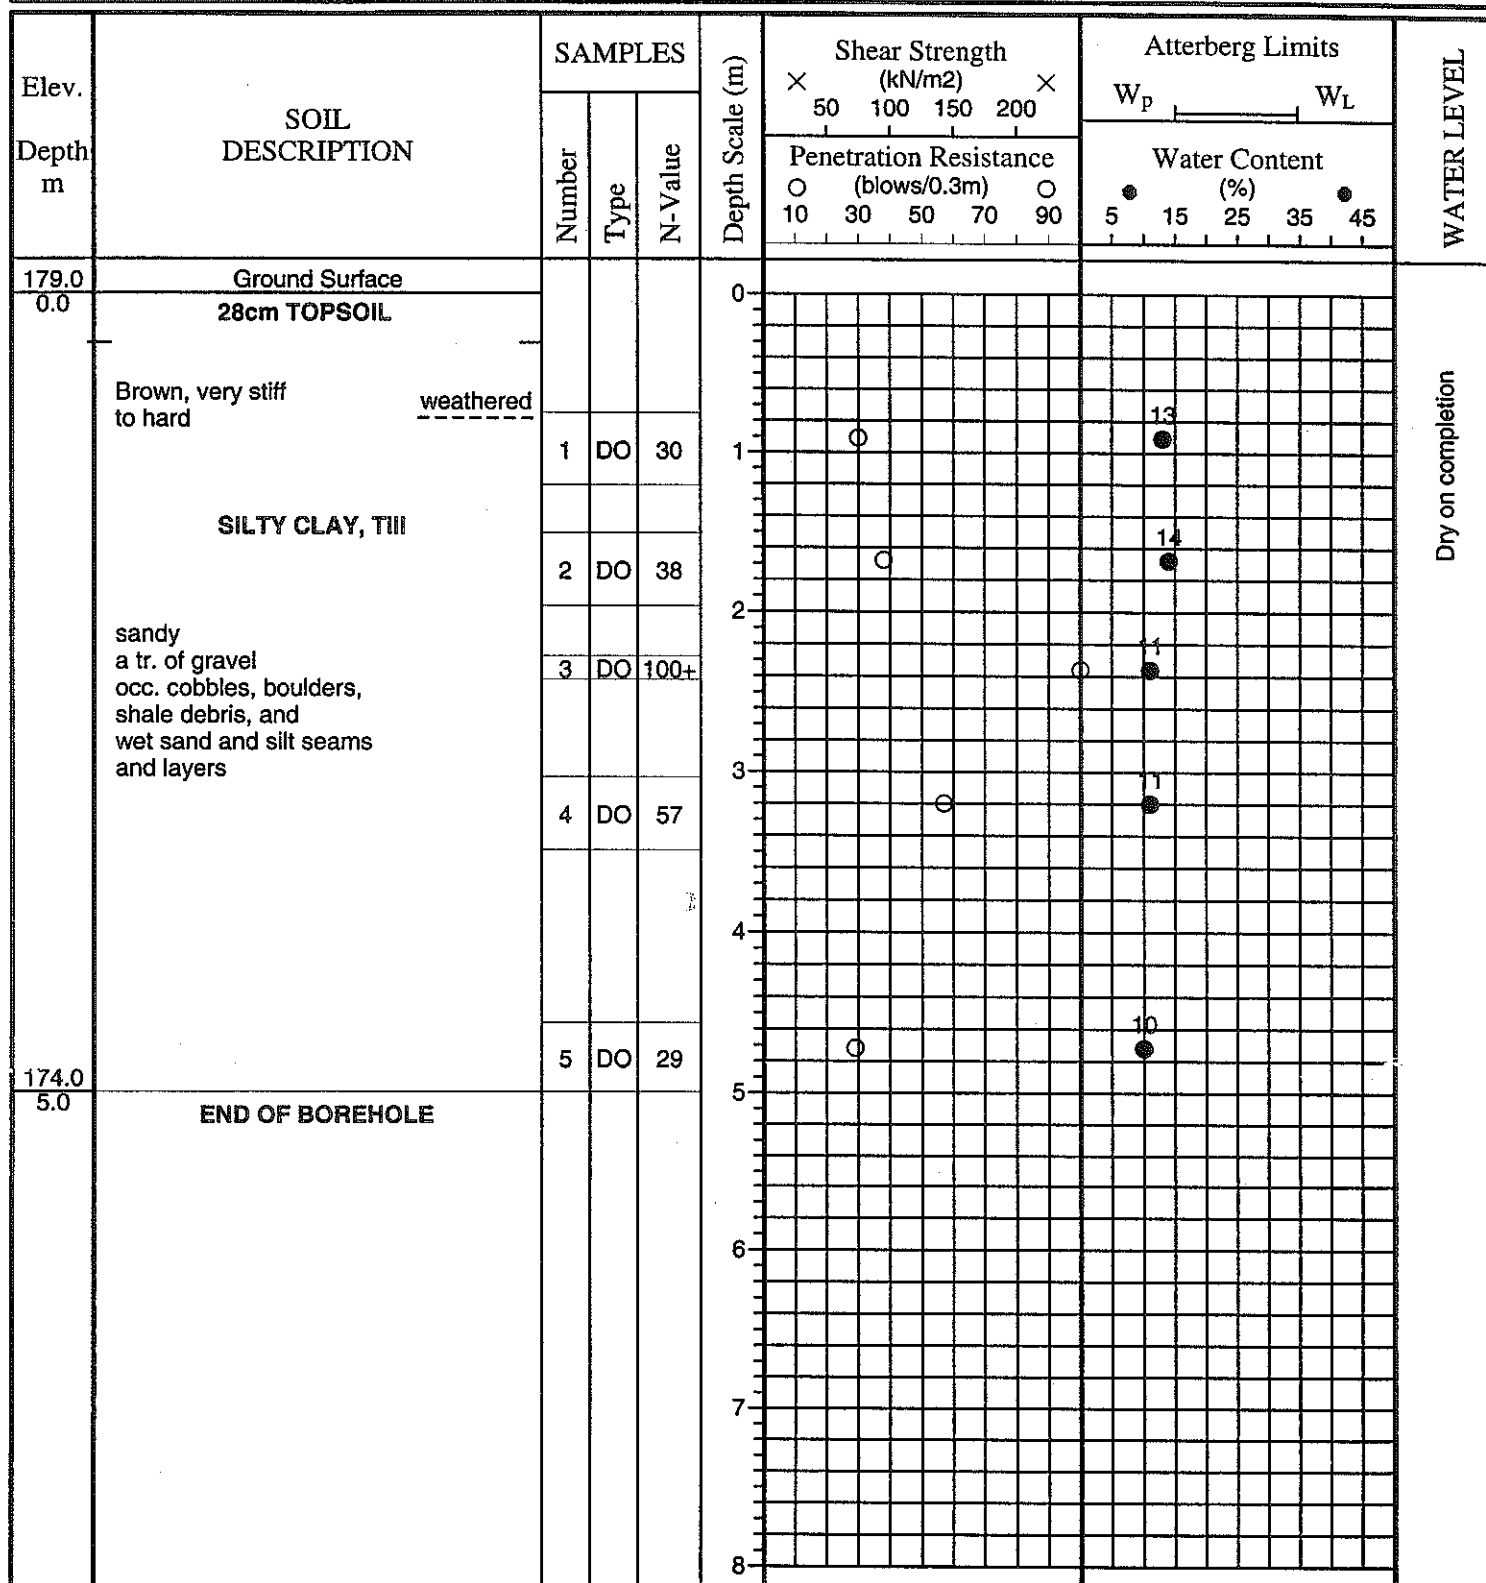 Elev.
Depth
m
SOIL
DESCRIPTION
SAMPLES
Number
Type
N-Value
Depth Scale (m)
Shear Strength
× (kN/m2) ×
50 100 150 200
Penetration Resistance
O (blows/0.3m) O
10 30 50 70 90
Atterberg Limits
Wp WL
Water Content
● (%) ●
5 15 25 35 45
WATER LEVEL
179.0 Ground Surface
0.0 28cm TOPSOIL
0
Brown, very stiff
to hard
weathered
1 DO 30
1
13
SILTY CLAY, Till
2 DO 38
14
2
sandy
a tr. of gravel
occ. cobbles, boulders,
shale debris, and
wet sand and silt seams
and layers
3 DO 100+
11
3
4 DO 57
11
4
5 DO 29
10
174.0
5.0
END OF BOREHOLE
5
6
7
8
Dry on completion